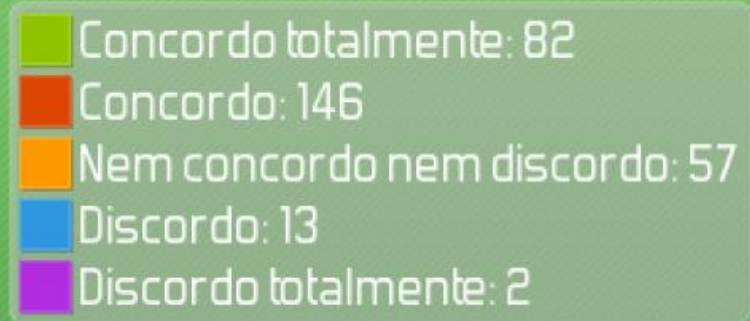 Concordo totalmente: 82
Concordo: 146
Nem concordo nem discordo: 57
Discordo: 13
Discordo totalmente: 2